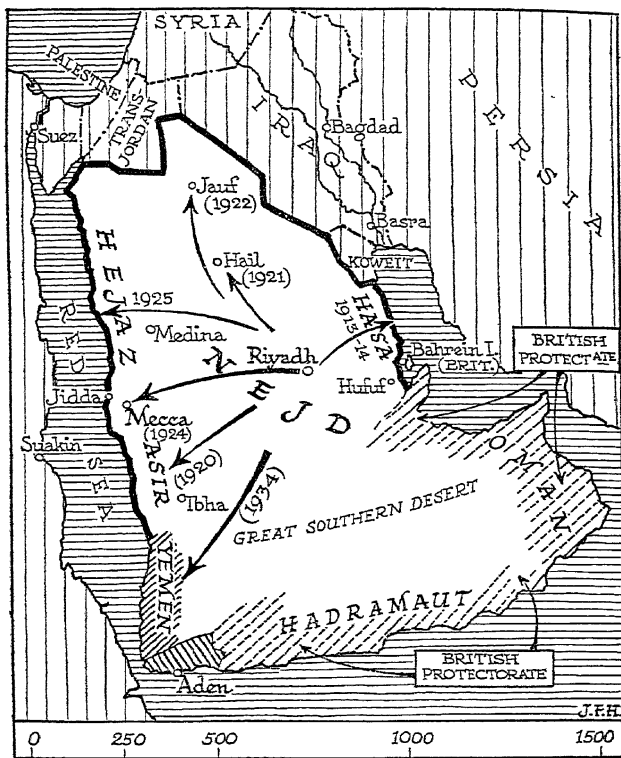 SYRIA
PALESTINE
TRANS
JORDAN
Suez
IRAQ
Bagdad
PERSIA
Basra
KOWEIT
Jauf
(1922)
Hail
(1921)
HEJAZ
1925
Medina
HASA
1913-14
BRITISH
PROTECTATE
Bahrein I.
(BRIT.)
Riyadh
Hufuf
NEJD
RED SEA
Jidda
Mecca
(1924)
Suakin
ASIR
(1920)
Ibha
(1934)
OMAN
GREAT SOUTHERN DESERT
YEMEN
HADRAMAUT
BRITISH
PROTECTORATE
Aden
J.F.H.
0 250 500 1000 1500